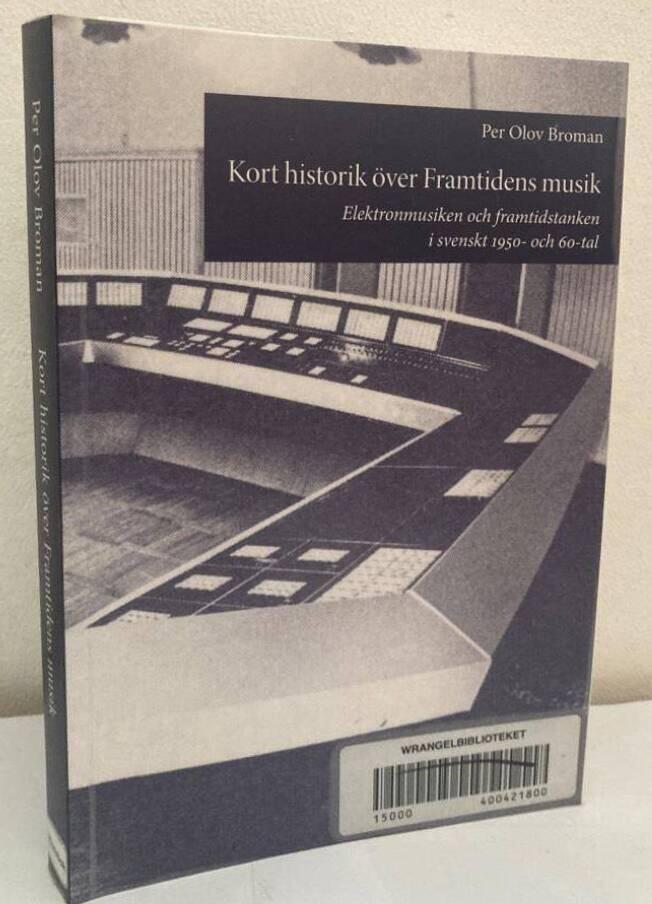 Per Olov Broman
Kort historik över Framtidens musik
Elektronmusiken och framtidstanken
i svenskt 1950- och 60-tal
Per Olov Broman Kort historik över Framtidens musik
WRANGELBIBLIOTEKET
15000 400421800